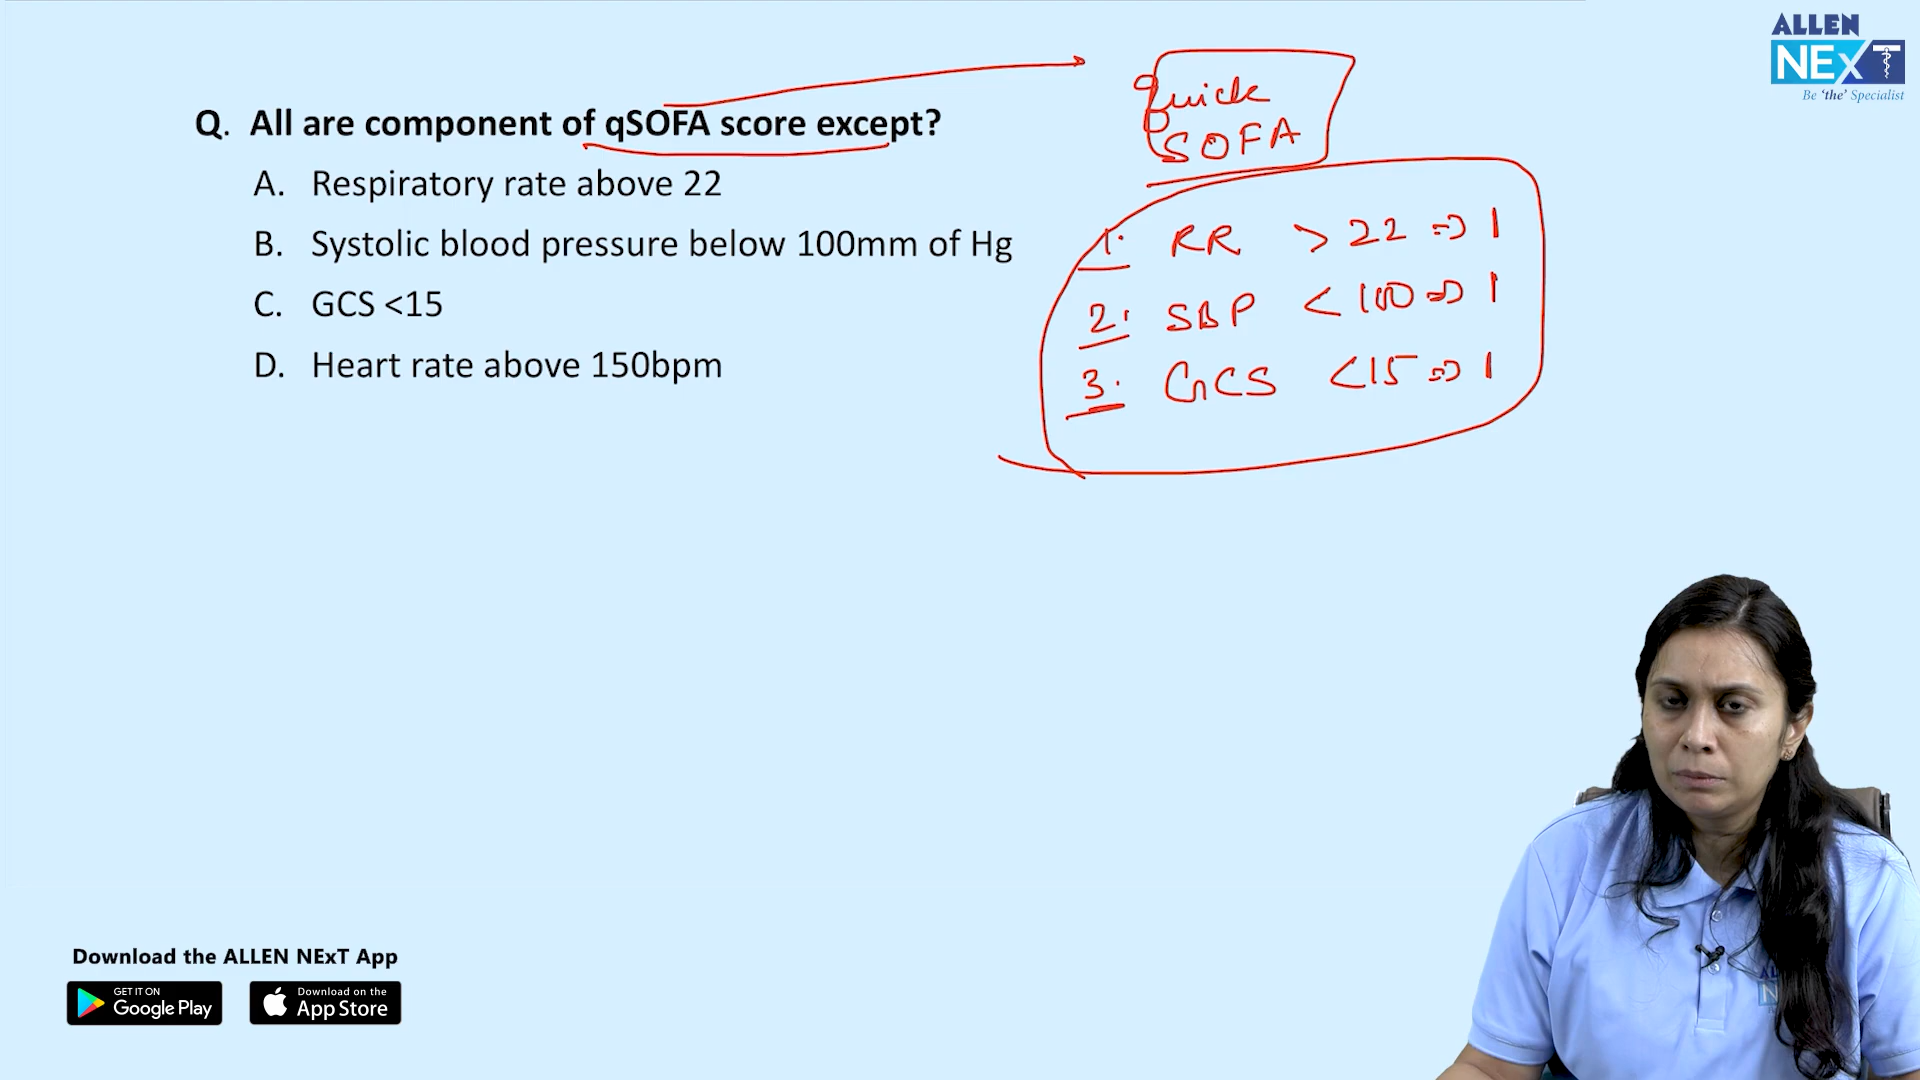 ALLEN
NExT
Be 'the' Specialist
Q. All are component of qSOFA score except?
A. Respiratory rate above 22
B. Systolic blood pressure below 100mm of Hg
C. GCS <15
D. Heart rate above 150bpm
quick
SOFA
1. RR > 22 => 1
2. SBP < 100 => 1
3. GCS < 15 => 1
Download the ALLEN NExT App
GET IT ON
Google Play
Download on the
App Store